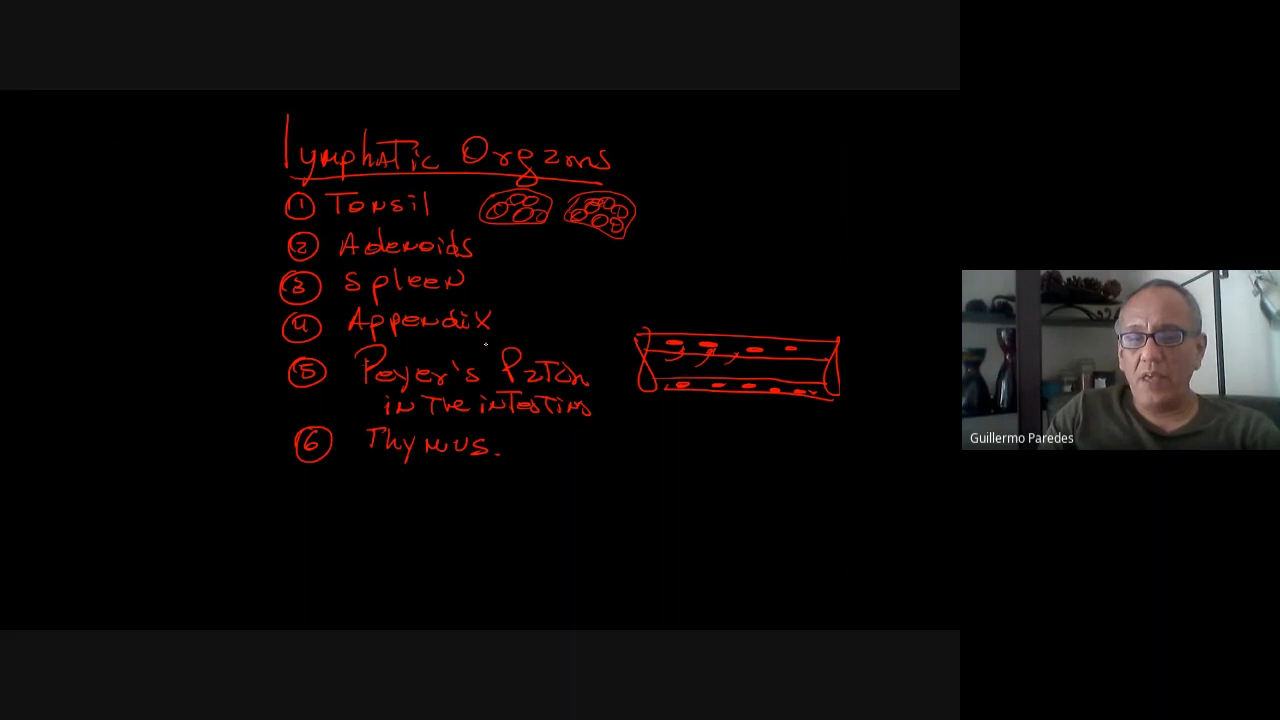 Lymphatic Organs
1 Tonsil
2 Adenoids
3 Spleen
4 Appendix
5 Peyer's Patch
in the intestins
6 Thymus.
Guillermo Paredes